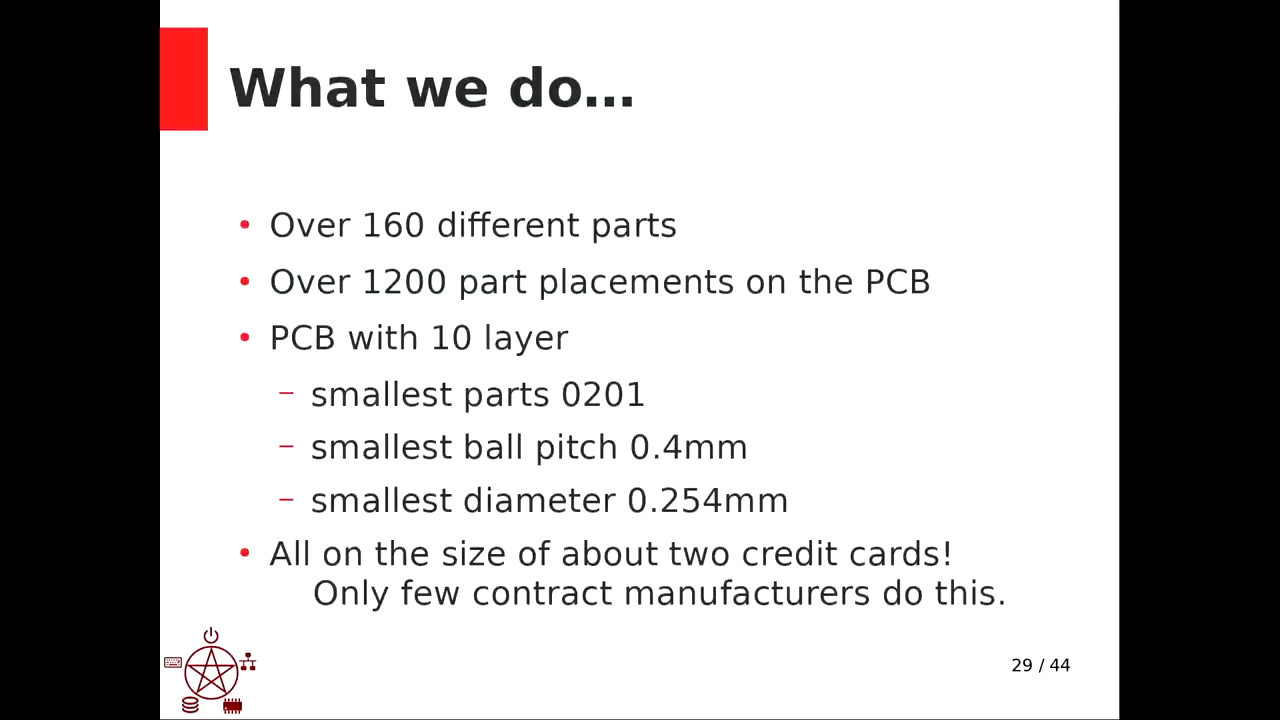 What we do...
• Over 160 different parts
• Over 1200 part placements on the PCB
• PCB with 10 layer
– smallest parts 0201
– smallest ball pitch 0.4mm
– smallest diameter 0.254mm
• All on the size of about two credit cards!
Only few contract manufacturers do this.
29 / 44